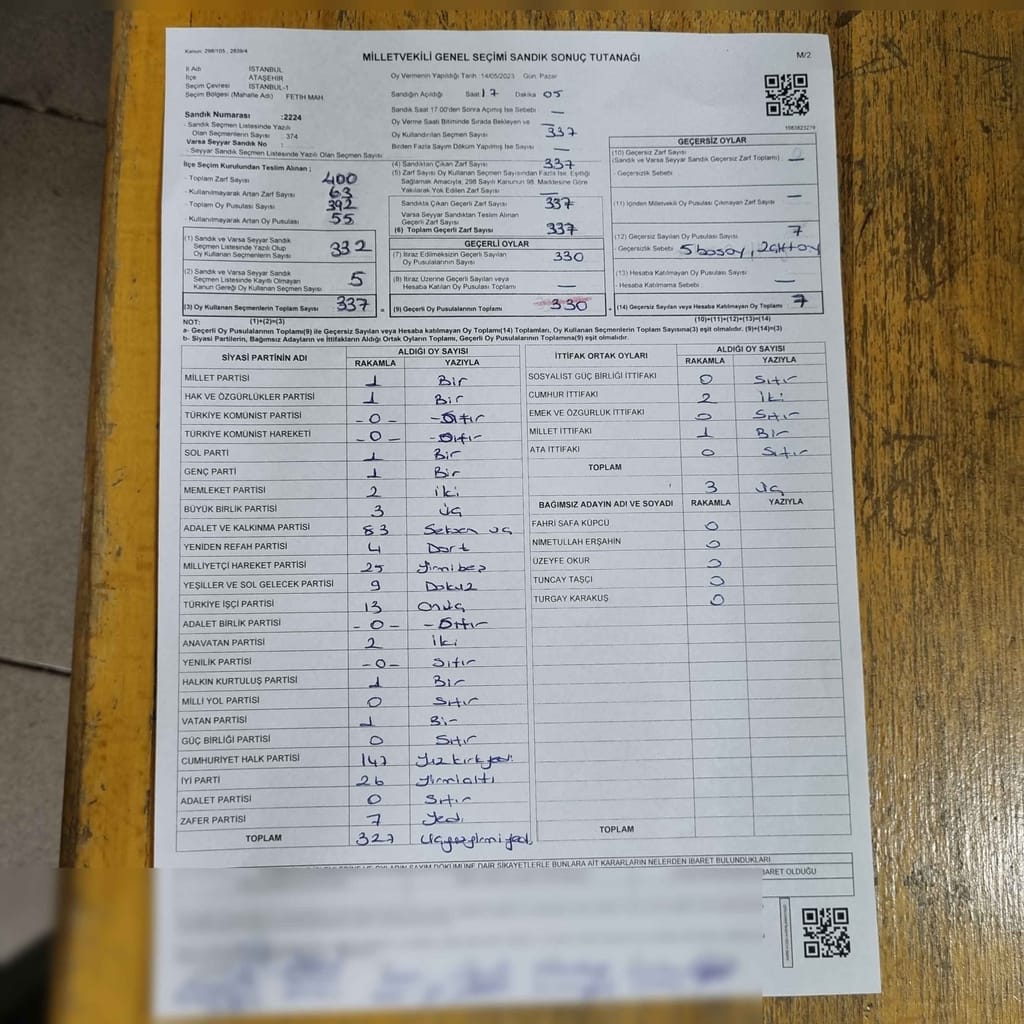 Kanun: 298/105, 2839/4
MİLLETVEKİLİ GENEL SEÇİMİ SANDIK SONUÇ TUTANAĞI
M/2
İl Adı İSTANBUL
İlçe ATAŞEHİR
Seçim Çevresi İSTANBUL-1
Seçim Bölgesi (Mahalle Adı) FETİH MAH.
Sandık Numarası :2224
- Sandık Seçmen Listesinde Yazılı
Olan Seçmenlerin Sayısı : 374
Varsa Seyyar Sandık No :
- Seyyar Sandık Seçmen Listesinde Yazılı Olan Seçmen Sayısı
İlçe Seçim Kurulundan Teslim Alınan ;
- Toplam Zarf Sayısı 400
- Kullanılmayarak Artan Zarf Sayısı 63
- Toplam Oy Pusulası Sayısı 392
- Kullanılmayarak Artan Oy Pusulası 55
(1) Sandık ve Varsa Seyyar Sandık
Seçmen Listesinde Yazılı Olup
Oy Kullanan Seçmenlerin Sayısı 332
(2) Sandık ve Varsa Seyyar Sandık
Seçmen Listesinde Kayıtlı Olmayan
Kanun Gereği Oy Kullanan Seçmen Sayısı 5
(3) Oy Kullanan Seçmenlerin Toplam Sayısı 337 =
Oy Vermenin Yapıldığı Tarih :14/05/2023 Gün: Pazar
Sandığın Açıldığı Saat 17 Dakika 05
Sandık Saat 17.00'den Sonra Açılmış İse Sebebi —
Oy Verme Saati Bitiminde Sırada Bekleyen ve —
Oy Kullandırılan Seçmen Sayısı 337
Birden Fazla Sayım Döküm Yapılmış İse Sayısı —
(4) Sandıktan Çıkan Zarf Sayısı 337
(5) Zarf Sayısı Oy Kullanan Seçmen Sayısından Fazla İse, Eşitliği
Sağlamak Amacıyla; 298 Sayılı Kanunun 98. Maddesine Göre
Yakılarak Yok Edilen Zarf Sayısı —
Sandıkta Çıkan Geçerli Zarf Sayısı 337
Varsa Seyyar Sandıktan Teslim Alınan
Geçerli Zarf Sayısı —
(6) Toplam Geçerli Zarf Sayısı 337
GEÇERLİ OYLAR
(7) İtiraz Edilmeksizin Geçerli Sayılan
Oy Pusulalarının Sayısı 330
(8) İtiraz Üzerine Geçerli Sayılan veya
Hesaba Katılan Oy Pusulası Toplamı —
(9) Geçerli Oy Pusulalarının Toplamı 330 +
1983823279
GEÇERSİZ OYLAR
(10) Geçersiz Zarf Sayısı
(Sandık ve Varsa Seyyar Sandık Geçersiz Zarf Toplamı) —
- Geçersizlik Sebebi
(11) İçinden Milletvekili Oy Pusulası Çıkmayan Zarf Sayısı —
(12) Geçersiz Sayılan Oy Pusulası Sayısı 7
- Geçersizlik Sebebi
(13) Hesaba Katılmayan Oy Pusulası Sayısı
- Hesaba Katılmama Sebebi —
(14) Geçersiz Sayılan veya Hesaba Katılmayan Oy Toplamı 7
NOT: (1)+(2)=(3) (10)+(11)+(12)+(13)=(14)
a- Geçerli Oy Pusulalarının Toplamı(9) ile Geçersiz Sayılan veya Hesaba katılmayan Oy Toplamı(14) Toplamları, Oy Kullanan Seçmenlerin Toplam Sayısına(3) eşit olmalıdır. (9)+(14)=(3)
b- Siyasi Partilerin, Bağımsız Adayların ve İttifakların Aldığı Ortak Oyların Toplamı, Geçerli Oy Pusulalarının Toplamına(9) eşit olmalıdır.
SİYASİ PARTİNİN ADI ALDIĞI OY SAYISI
RAKAMLA YAZIYLA
MİLLET PARTİSİ 1 Bir
HAK VE ÖZGÜRLÜKLER PARTİSİ 1 Bir
TÜRKİYE KOMÜNİST PARTİSİ -0- -Sıfır
TÜRKİYE KOMÜNİST HAREKETİ -0- -Sıfır
SOL PARTİ 1 Bir
GENÇ PARTİ 1 Bir
MEMLEKET PARTİSİ 2 İki
BÜYÜK BİRLİK PARTİSİ 3 Üç
ADALET VE KALKINMA PARTİSİ 83 Seksen üç
YENİDEN REFAH PARTİSİ 4 Dört
MİLLİYETÇİ HAREKET PARTİSİ 25 Yirmibeş
YEŞİLLER VE SOL GELECEK PARTİSİ 9 Dokuz
TÜRKİYE İŞÇİ PARTİSİ 13 Onüç
ADALET BİRLİK PARTİSİ -0- -Sıfır
ANAVATAN PARTİSİ 2 İki
YENİLİK PARTİSİ -0- Sıfır
HALKIN KURTULUŞ PARTİSİ 1 Bir
MİLLİ YOL PARTİSİ 0 Sıfır
VATAN PARTİSİ 1 Bir
GÜÇ BİRLİĞİ PARTİSİ 0 Sıfır
CUMHURİYET HALK PARTİSİ 147 Yüz kırk yedi
İYİ PARTİ 26 Yirmialtı
ADALET PARTİSİ 0 Sıfır
ZAFER PARTİSİ 7 Yedi
TOPLAM 327 Üçyüzyirmiyedi
İTTİFAK ORTAK OYLARI ALDIĞI OY SAYISI
RAKAMLA YAZIYLA
SOSYALİST GÜÇ BİRLİĞİ İTTİFAKI 0 Sıfır
CUMHUR İTTİFAKI 2 İki
EMEK VE ÖZGÜRLÜK İTTİFAKI 0 Sıfır
MİLLET İTTİFAKI 1 Bir
ATA İTTİFAKI 0 Sıfır
TOPLAM 3 Üç
BAĞIMSIZ ADAYIN ADI VE SOYADI RAKAMLA YAZIYLA
FAHRİ SAFA KÜPCÜ 0
NİMETULLAH ERŞAHİN 0
ÜZEYFE OKUR 0
TUNCAY TAŞÇI 0
TURGAY KARAKUŞ 0
TOPLAM
OYLARIN SAYIM DÖKÜMÜNE DAİR ŞİKAYETLERLE BUNLARA AİT KARARLARIN NELERDEN İBARET BULUNDUKLARI
İBARET OLDUĞU